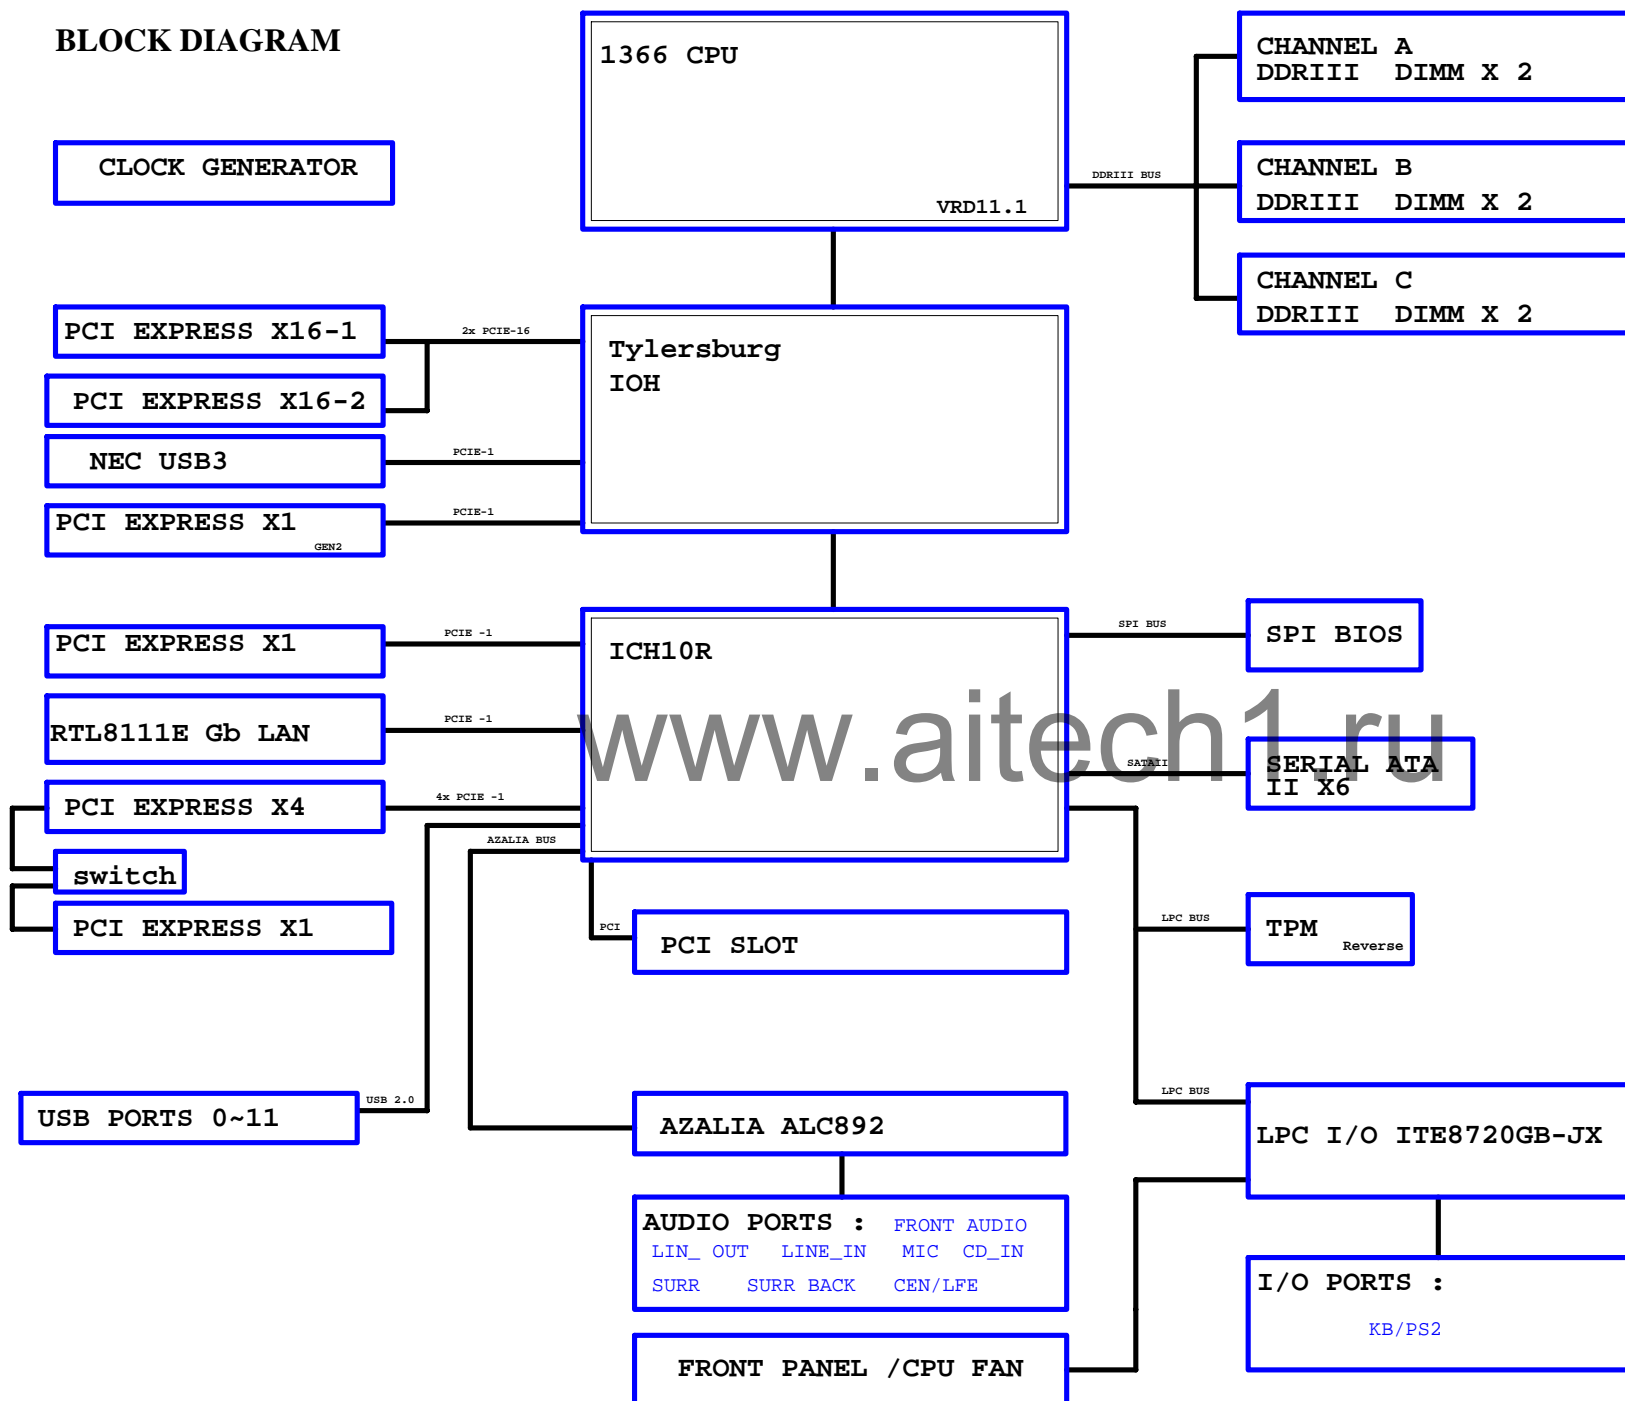 BLOCK DIAGRAM
1366 CPU
VRD11.1
CHANNEL A
DDRIII DIMM X 2
CLOCK GENERATOR
DDRIII BUS
CHANNEL B
DDRIII DIMM X 2
CHANNEL C
DDRIII DIMM X 2
PCI EXPRESS X16-1
2x PCIE-16
Tylersburg
IOH
PCI EXPRESS X16-2
NEC USB3
PCIE-1
PCI EXPRESS X1
GEN2
PCIE-1
PCI EXPRESS X1
PCIE -1
ICH10R
SPI BUS
SPI BIOS
RTL8111E Gb LAN
PCIE -1
www.aitech1.ru
SATAII
SERIAL ATA
II X6
PCI EXPRESS X4
4x PCIE -1
AZALIA BUS
switch
PCI EXPRESS X1
PCI
PCI SLOT
LPC BUS
TPM
Reverse
USB PORTS 0~11
USB 2.0
AZALIA ALC892
LPC BUS
LPC I/O ITE8720GB-JX
AUDIO PORTS : FRONT AUDIO
LIN_ OUT LINE_IN MIC CD_IN
SURR SURR BACK CEN/LFE
I/O PORTS :
KB/PS2
FRONT PANEL /CPU FAN